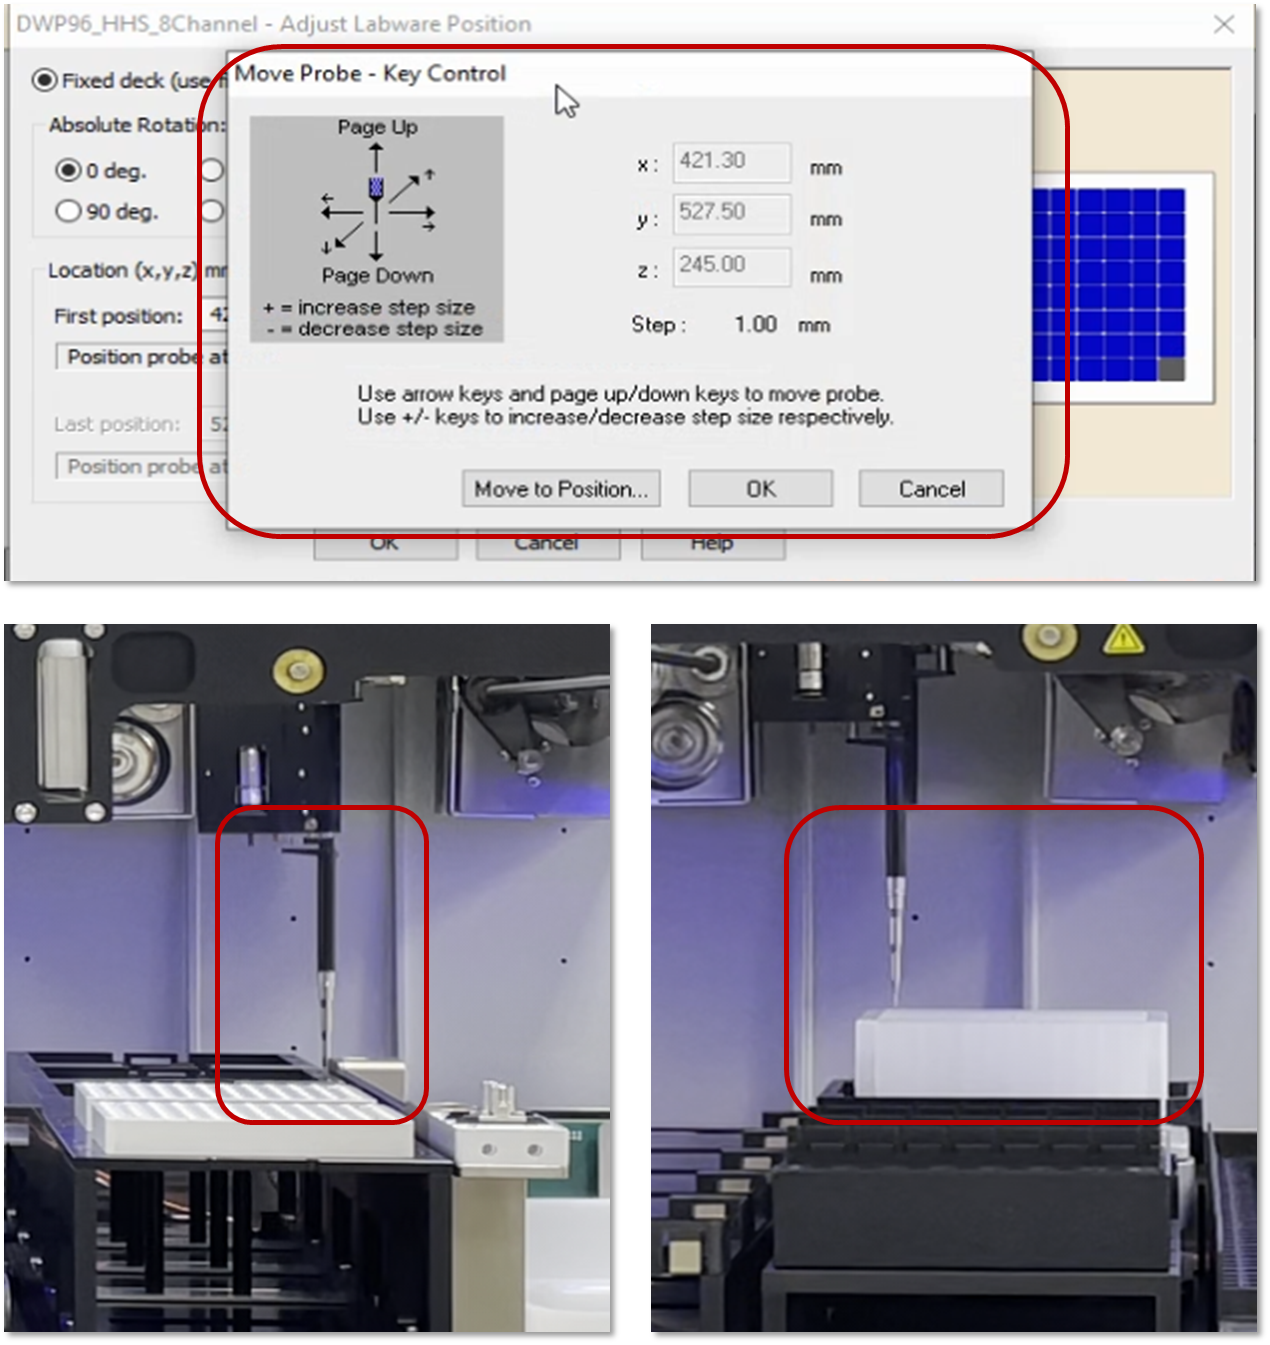 DWP96_HHS_8Channel - Adjust Labware Position
Move Probe - Key Control
Fixed deck (use
Absolute Rotation:
0 deg.
90 deg.
Location (x,y,z)
First position: 42
Position probe at
Last position: 52
Position probe at
Page Up
Page Down
+ = increase step size
- = decrease step size
x : 421.30 mm
y : 527.50 mm
z : 245.00 mm
Step : 1.00 mm
Use arrow keys and page up/down keys to move probe.
Use +/- keys to increase/decrease step size respectively.
Move to Position... OK Cancel
OK Cancel Help